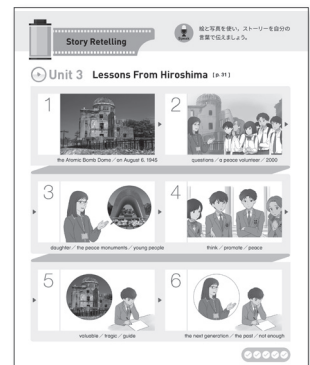 Story Retelling
絵と写真を使い，ストーリーを自分の
言葉で伝えましょう。
Unit 3 Lessons From Hiroshima [p.31]
1
2
the Atomic Bomb Dome / on August 6, 1945
questions / a peace volunteer / 2000
3
4
daughter / the peace monuments / young people
think / promote / peace
5
6
valuable / tragic / guide
the next generation / the past / not enough